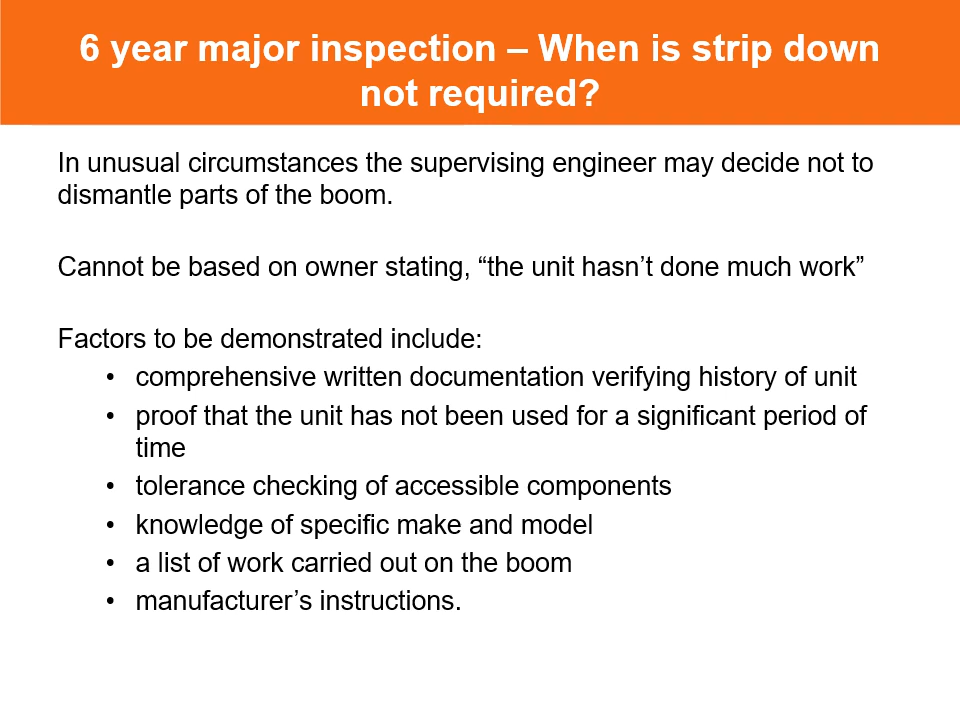 6 year major inspection – When is strip down
not required?
In unusual circumstances the supervising engineer may decide not to
dismantle parts of the boom.
Cannot be based on owner stating, “the unit hasn’t done much work”
Factors to be demonstrated include:
• comprehensive written documentation verifying history of unit
• proof that the unit has not been used for a significant period of
time
• tolerance checking of accessible components
• knowledge of specific make and model
• a list of work carried out on the boom
• manufacturer’s instructions.